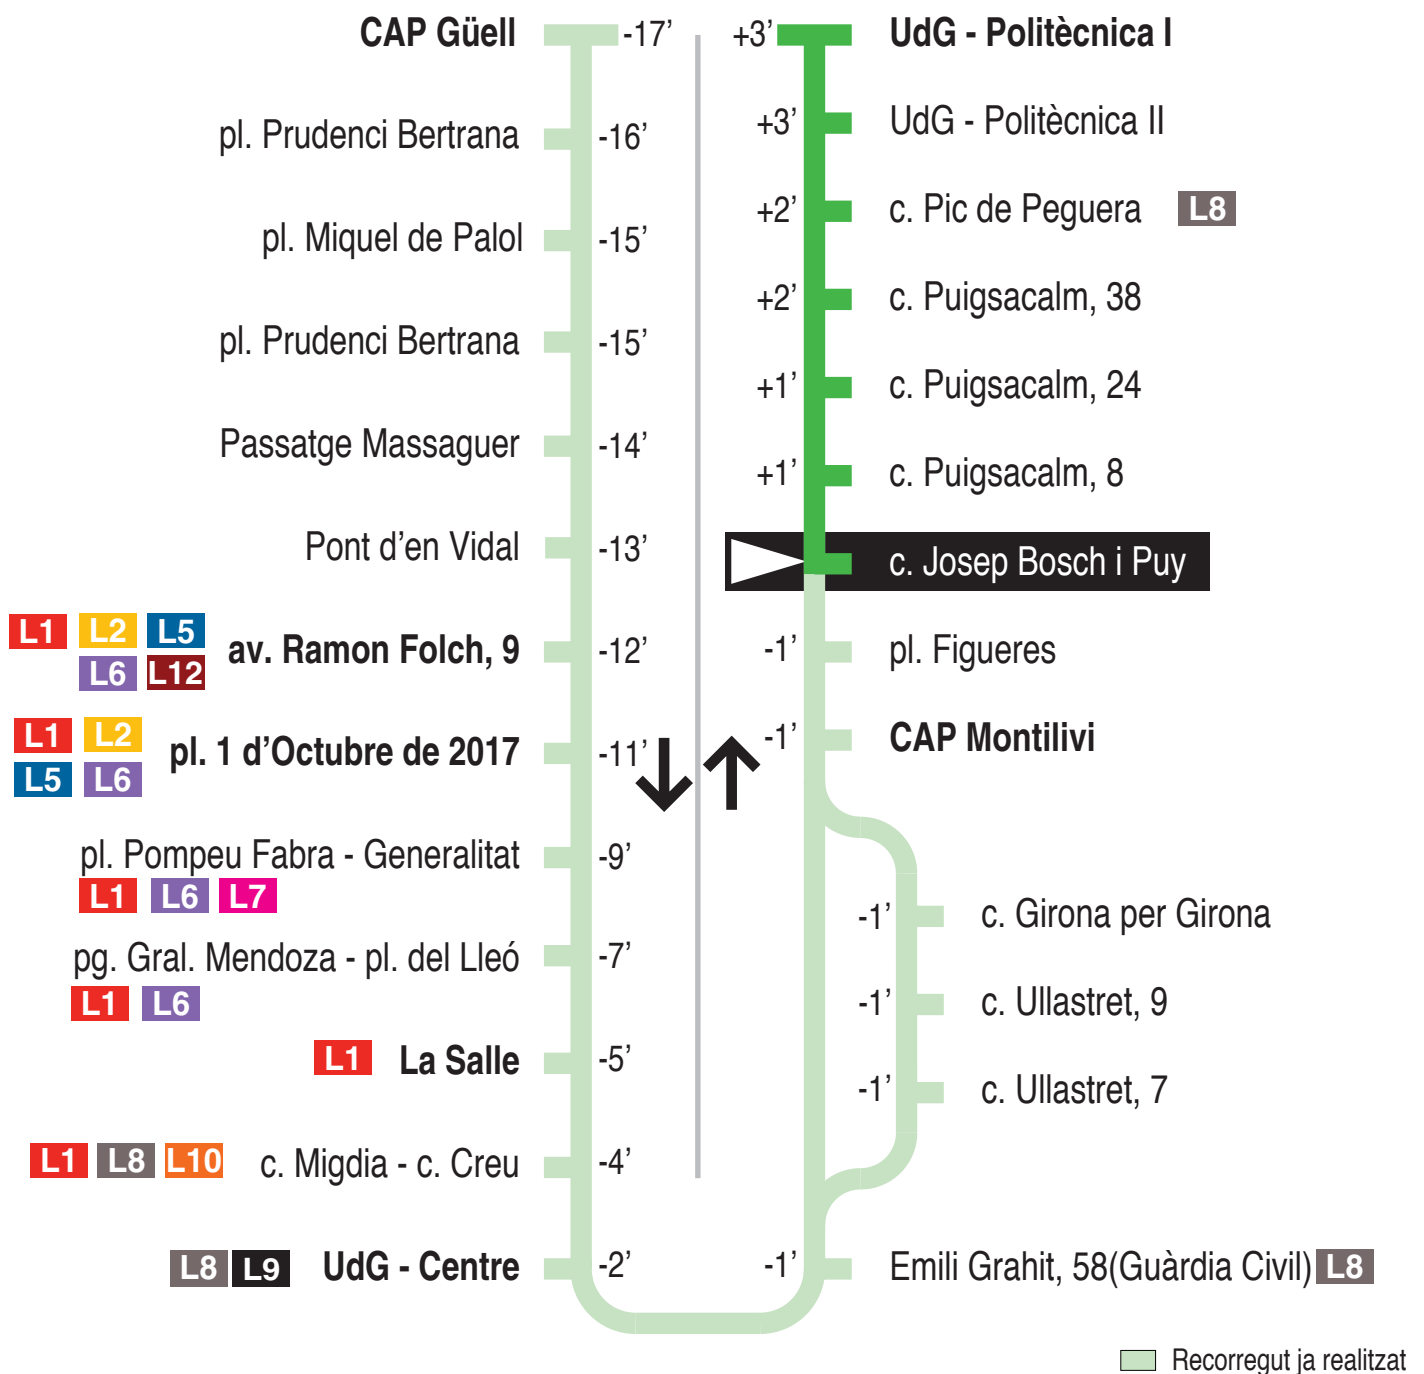 CAP Güell -17’
pl. Prudenci Bertrana -16’
pl. Miquel de Palol -15’
pl. Prudenci Bertrana -15’
Passatge Massaguer -14’
Pont d’en Vidal -13’
L1 L2 L5
L6 L12
av. Ramon Folch, 9 -12’
L1 L2
L5 L6
pl. 1 d’Octubre de 2017 -11’
pl. Pompeu Fabra - Generalitat -9’
L1 L6 L7
pg. Gral. Mendoza - pl. del Lleó -7’
L1 L6
L1 La Salle -5’
L1 L8 L10 c. Migdia - c. Creu -4’
L8 L9 UdG - Centre -2’
+3’ UdG - Politècnica I
+3’ UdG - Politècnica II
+2’ c. Pic de Peguera L8
+2’ c. Puigsacalm, 38
+1’ c. Puigsacalm, 24
+1’ c. Puigsacalm, 8
c. Josep Bosch i Puy
-1’ pl. Figueres
-1’ CAP Montilivi
-1’ c. Girona per Girona
-1’ c. Ullastret, 9
-1’ c. Ullastret, 7
-1’ Emili Grahit, 58(Guàrdia Civil) L8
Recorregut ja realitzat